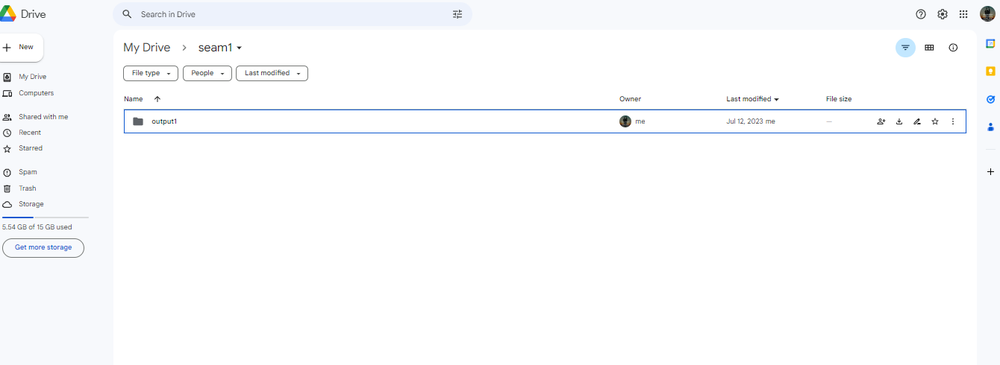 Drive
Search in Drive
New
My Drive
Computers
Shared with me
Recent
Starred
Spam
Trash
Storage
5.54 GB of 15 GB used
Get more storage
My Drive > seam1
File type People Last modified
Name Owner Last modified File size
output1 me Jul 12, 2023 me —